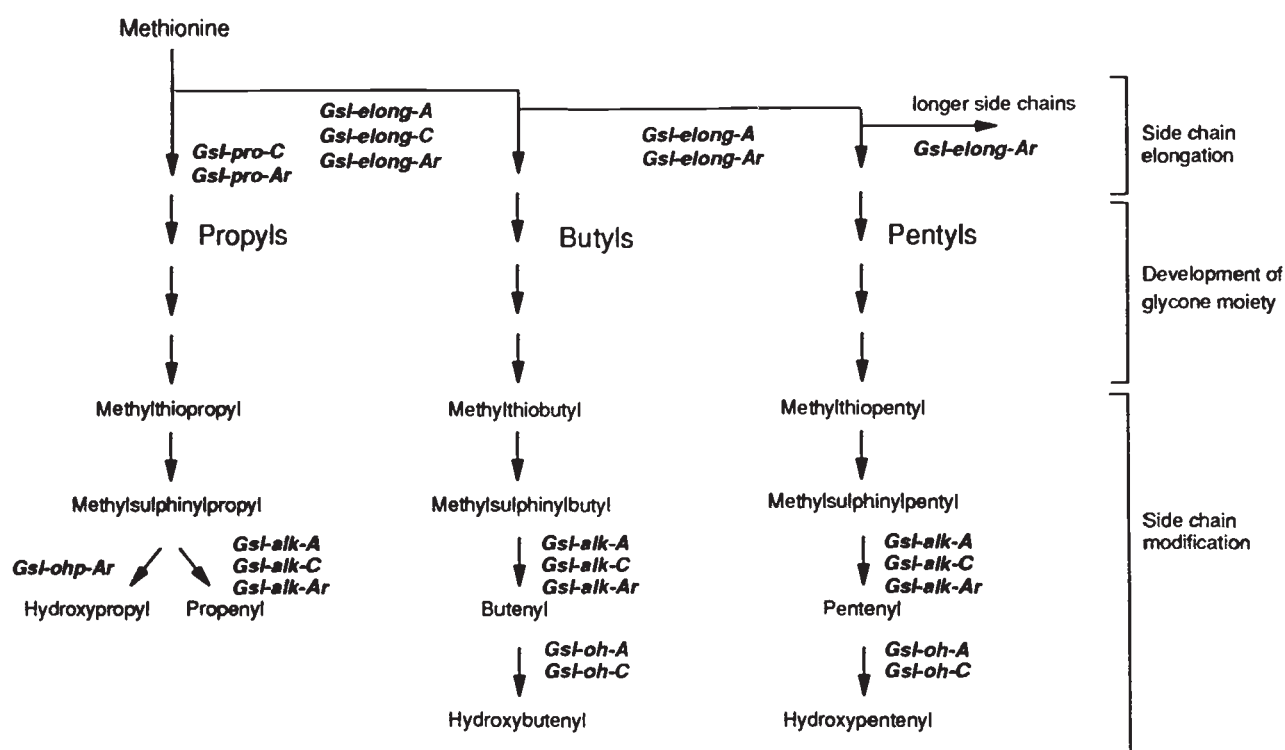 Methionine
Gsl-elong-A
Gsl-elong-C
Gsl-elong-Ar
Gsl-pro-C
Gsl-pro-Ar
Gsl-elong-A
Gsl-elong-Ar
longer side chains
Gsl-elong-Ar
Side chain
elongation
Propyls
Butyls
Pentyls
Development of
glycone moiety
Methylthiopropyl
Methylthiobutyl
Methylthiopentyl
Methylsulphinylpropyl
Methylsulphinylbutyl
Methylsulphinylpentyl
Side chain
modification
Gsl-ohp-Ar
Gsl-alk-A
Gsl-alk-C
Gsl-alk-Ar
Gsl-alk-A
Gsl-alk-C
Gsl-alk-Ar
Gsl-alk-A
Gsl-alk-C
Gsl-alk-Ar
Hydroxypropyl
Propenyl
Butenyl
Pentenyl
Gsl-oh-A
Gsl-oh-C
Gsl-oh-A
Gsl-oh-C
Hydroxybutenyl
Hydroxypentenyl